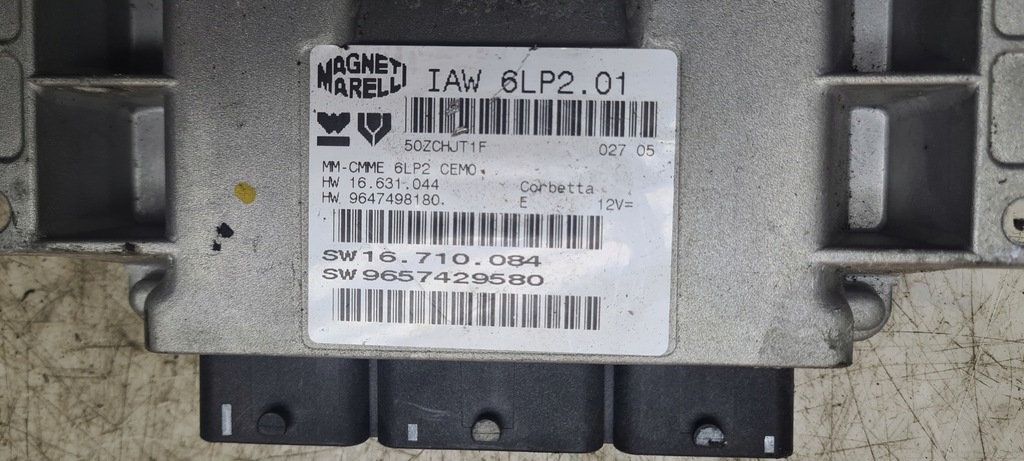 MAGNETI
MARELLI
IAW 6LP2.01
50ZCHJT1F 027 05
MM-CMME 6LP2 CEMO.
HW 16.631.044 Corbetta
HW 9647498180. E 12V=
SW 16.710.084
SW 9657429580